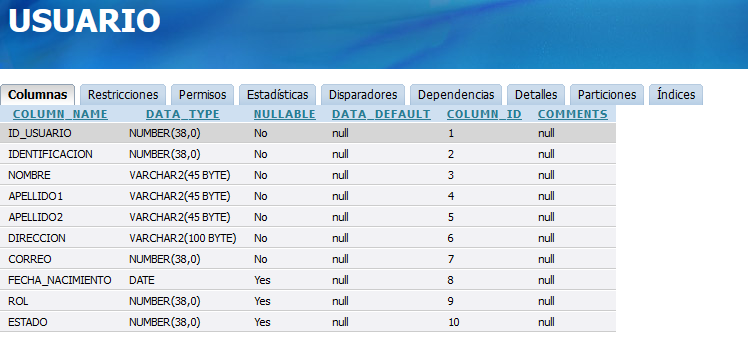 USUARIO
Columnas Restricciones Permisos Estadísticas Disparadores Dependencias Detalles Particiones Índices
COLUMN_NAME DATA_TYPE NULLABLE DATA_DEFAULT COLUMN_ID COMMENTS
ID_USUARIO NUMBER(38,0) No null 1 null
IDENTIFICACION NUMBER(38,0) No null 2 null
NOMBRE VARCHAR2(45 BYTE) No null 3 null
APELLIDO1 VARCHAR2(45 BYTE) No null 4 null
APELLIDO2 VARCHAR2(45 BYTE) No null 5 null
DIRECCION VARCHAR2(100 BYTE) No null 6 null
CORREO NUMBER(38,0) No null 7 null
FECHA_NACIMIENTO DATE Yes null 8 null
ROL NUMBER(38,0) Yes null 9 null
ESTADO NUMBER(38,0) Yes null 10 null